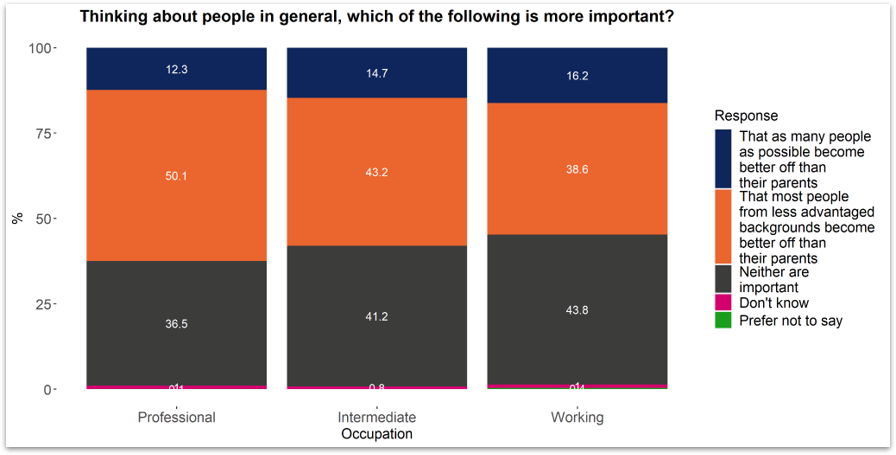 Thinking about people in general, which of the following is more important?
100
75
50
25
0
%
12.3
14.7
16.2
50.1
43.2
38.6
36.5
41.2
43.8
0.8
Professional
Intermediate
Working
Occupation
Response
That as many people
as possible become
better off than
their parents
That most people
from less advantaged
backgrounds become
better off than
their parents
Neither are
important
Don't know
Prefer not to say